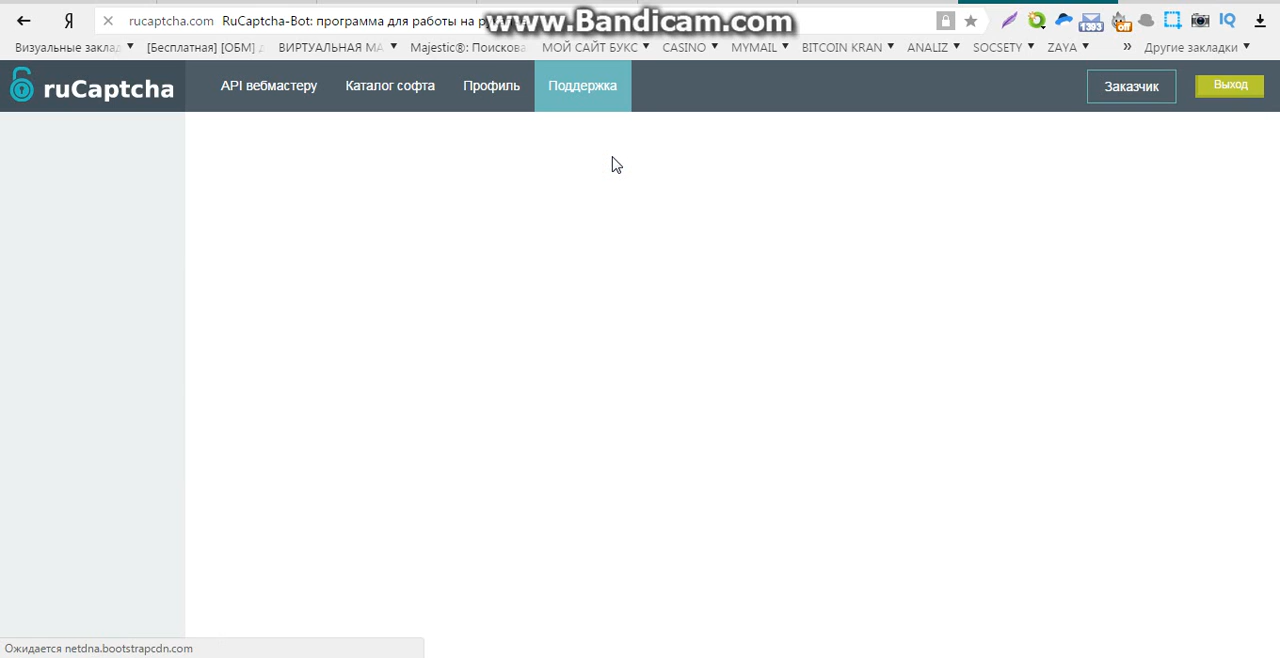 www.Bandicam.com
Я rucaptcha.com RuCaptcha-Bot: программа для работы на
1393 Off IQ
Визуальные заклад [Бесплатная] [ОБМ] ВИРТУАЛЬНАЯ МА Majestic®: Поискова МОЙ САЙТ БУКС CASINO MYMAIL BITCOIN KRAN ANALIZ SOCSETY ZAYA » Другие закладки
ruCaptcha API вебмастеру Каталог софта Профиль Поддержка Заказчик Выход
Ожидается netdna.bootstrapcdn.com